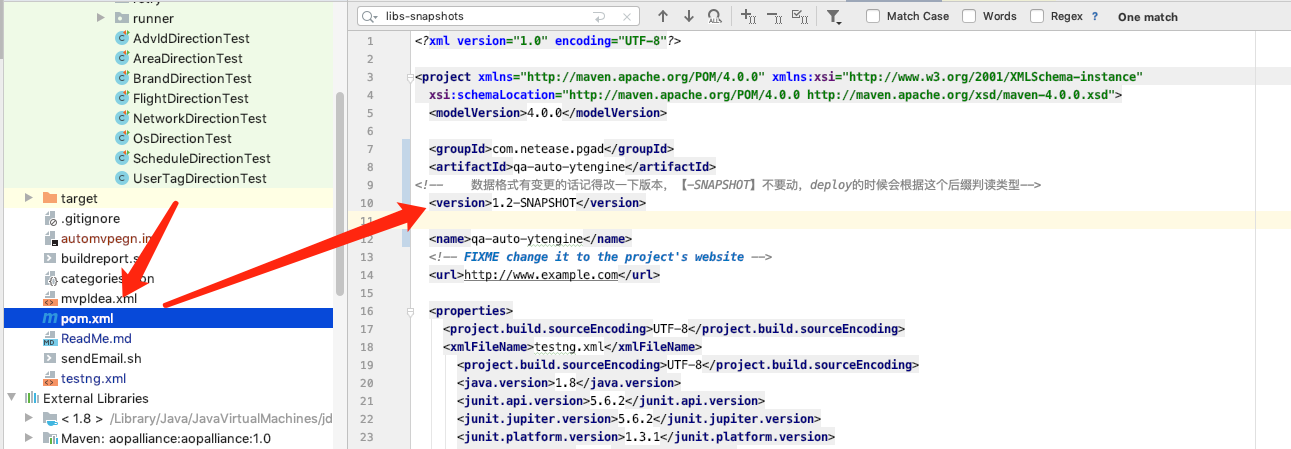 retry
runner
AdvIdDirectionTest
AreaDirectionTest
BrandDirectionTest
FlightDirectionTest
NetworkDirectionTest
OsDirectionTest
ScheduleDirectionTest
UserTagDirectionTest
target
.gitignore
automvpegn.in
buildreport.s
categories on
mvpIdea.xml
pom.xml
ReadMe.md
sendEmail.sh
testng.xml
External Libraries
< 1.8 > /Library/Java/JavaVirtualMachines/jd
Maven: aopalliance:aopalliance:1.0
libs-snapshots
Match Case
Words
Regex
?
One match
1 <?xml version="1.0" encoding="UTF-8"?>
2
3 <project xmlns="http://maven.apache.org/POM/4.0.0" xmlns:xsi="http://www.w3.org/2001/XMLSchema-instance"
4 xsi:schemaLocation="http://maven.apache.org/POM/4.0.0 http://maven.apache.org/xsd/maven-4.0.0.xsd">
5 <modelVersion>4.0.0</modelVersion>
6
7 <groupId>com.netease.pgad</groupId>
8 <artifactId>qa-auto-ytengine</artifactId>
9 <!-- 数据格式有变更的话记得改一下版本,【-SNAPSHOT】不要动,deploy的时候会根据这个后缀判读类型-->
10 <version>1.2-SNAPSHOT</version>
11
12 <name>qa-auto-ytengine</name>
13 <!-- FIXME change it to the project's website -->
14 <url>http://www.example.com</url>
15
16 <properties>
17 <project.build.sourceEncoding>UTF-8</project.build.sourceEncoding>
18 <xmlFileName>testng.xml</xmlFileName>
19 <project.build.sourceEncoding>UTF-8</project.build.sourceEncoding>
20 <java.version>1.8</java.version>
21 <junit.api.version>5.6.2</junit.api.version>
22 <junit.jupiter.version>5.6.2</junit.jupiter.version>
23 <junit.platform.version>1.3.1</junit.platform.version>